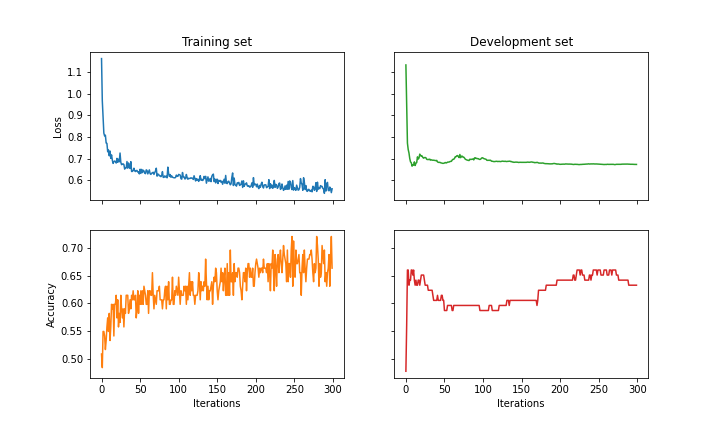 Training set
Development set
Loss
1.1
1.0
0.9
0.8
0.7
0.6
Accuracy
0.70
0.65
0.60
0.55
0.50
0 50 100 150 200 250 300
0 50 100 150 200 250 300
Iterations
Iterations